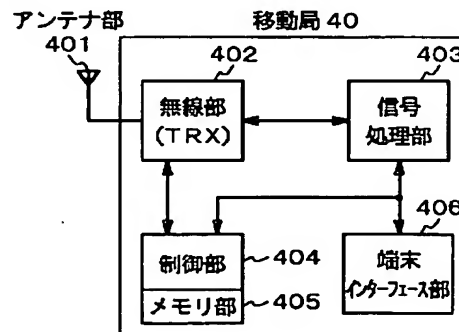 アンテナ部
401
移動局 40
402
無線部
(TRX)
403
信号
処理部
制御部
404
メモリ部
405
406
端末
インターフェース部